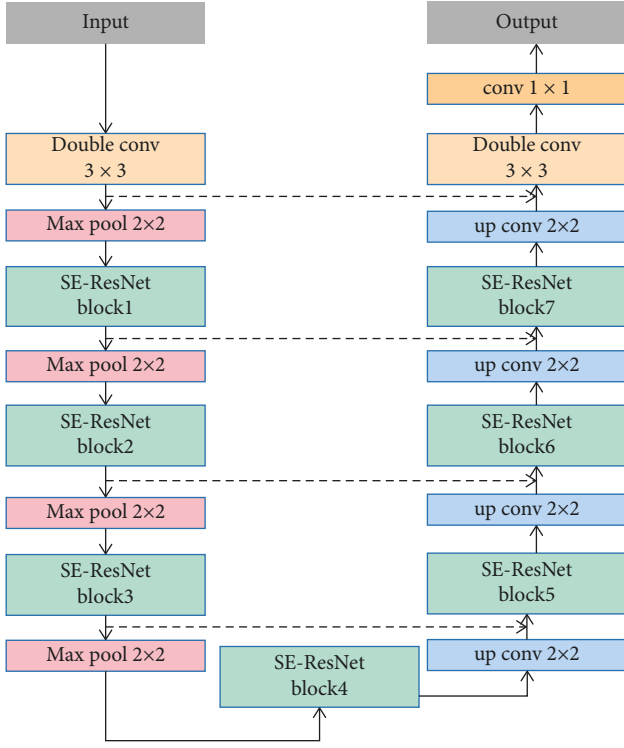 Input
Double conv
3 × 3
Max pool 2×2
SE-ResNet
block1
Max pool 2×2
SE-ResNet
block2
Max pool 2×2
SE-ResNet
block3
Max pool 2×2
SE-ResNet
block4
Output
conv 1 × 1
Double conv
3 × 3
up conv 2×2
SE-ResNet
block7
up conv 2×2
SE-ResNet
block6
up conv 2×2
SE-ResNet
block5
up conv 2×2